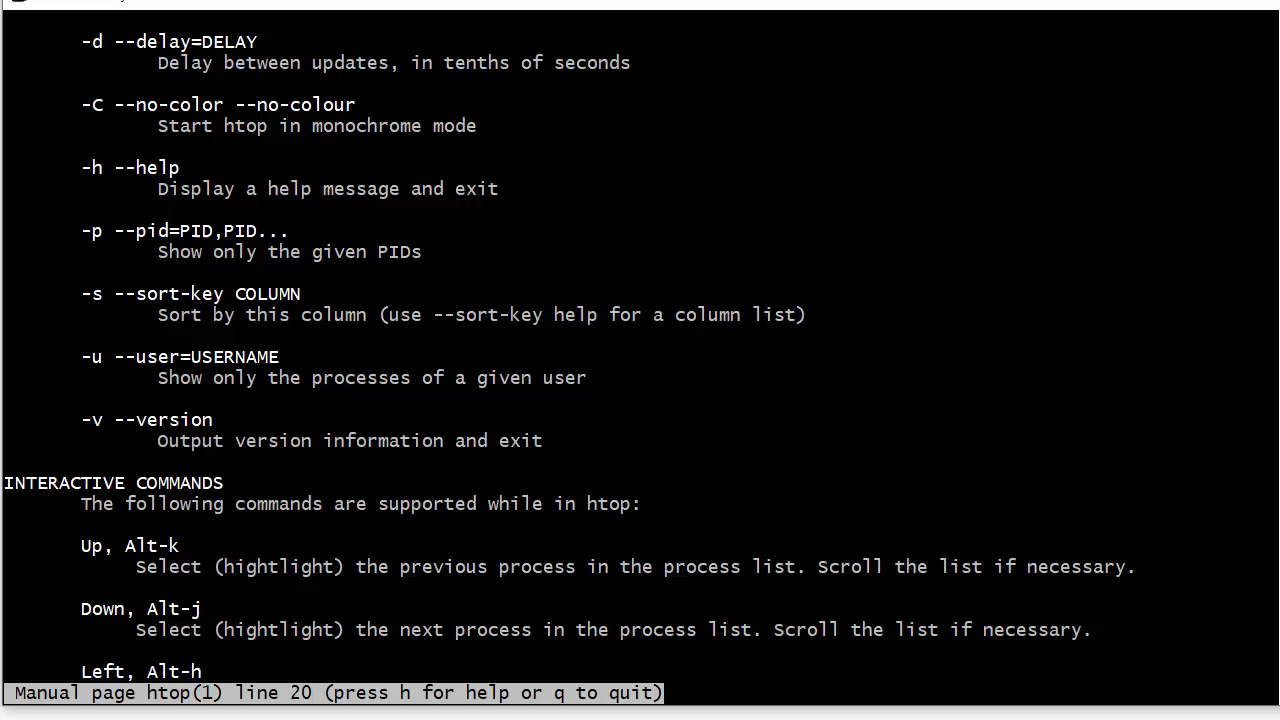 -d --delay=DELAY
Delay between updates, in tenths of seconds
-C --no-color --no-colour
Start htop in monochrome mode
-h --help
Display a help message and exit
-p --pid=PID,PID...
Show only the given PIDs
-s --sort-key COLUMN
Sort by this column (use --sort-key help for a column list)
-u --user=USERNAME
Show only the processes of a given user
-v --version
Output version information and exit
INTERACTIVE COMMANDS
The following commands are supported while in htop:
Up, Alt-k
Select (hightlight) the previous process in the process list. Scroll the list if necessary.
Down, Alt-j
Select (hightlight) the next process in the process list. Scroll the list if necessary.
Left, Alt-h
Manual page htop(1) line 20 (press h for help or q to quit)